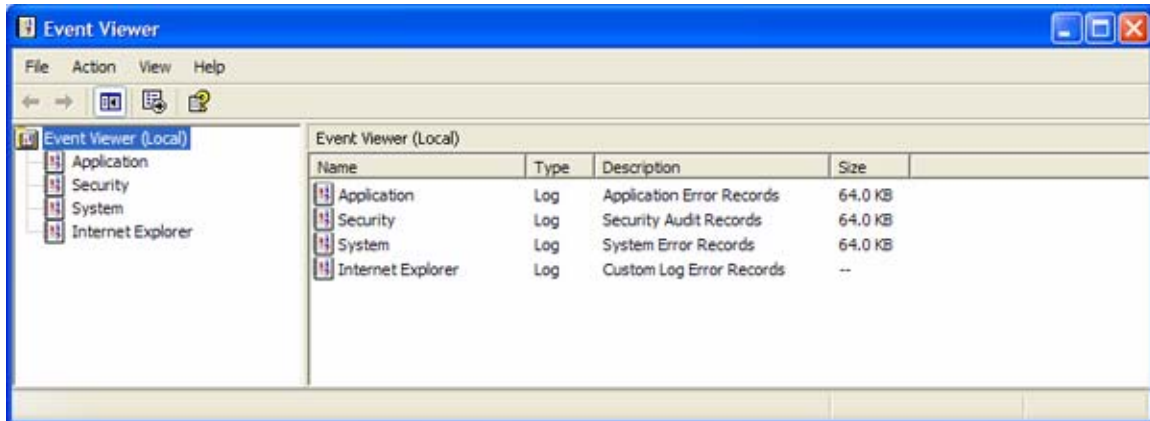 Event Viewer
File Action View Help
Event Viewer (Local)
Application
Security
System
Internet Explorer
Event Viewer (Local)
Name Type Description Size
Application Log Application Error Records 64.0 KB
Security Log Security Audit Records 64.0 KB
System Log System Error Records 64.0 KB
Internet Explorer Log Custom Log Error Records --